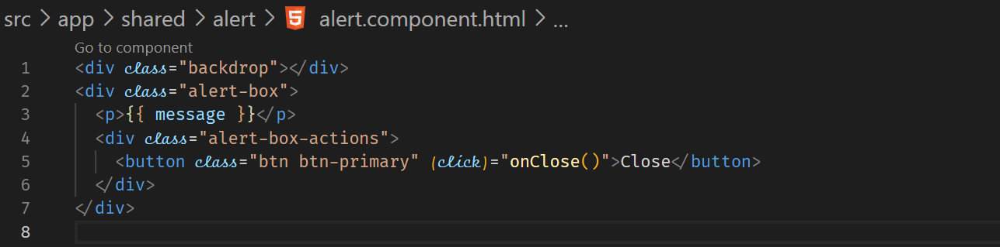 src > app > shared > alert > 5 alert.component.html > ...
Go to component
1 <div class="backdrop"></div>
2 <div class="alert-box">
3 <p>{{ message }}</p>
4 <div class="alert-box-actions">
5 <button class="btn btn-primary" (click)="onClose()">Close</button>
6 </div>
7 </div>
8